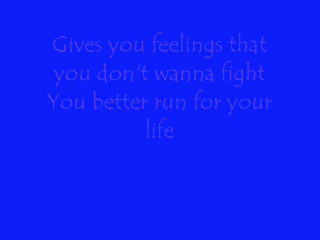 Gives you feelings that
you don't wanna fight
You better run for your
life